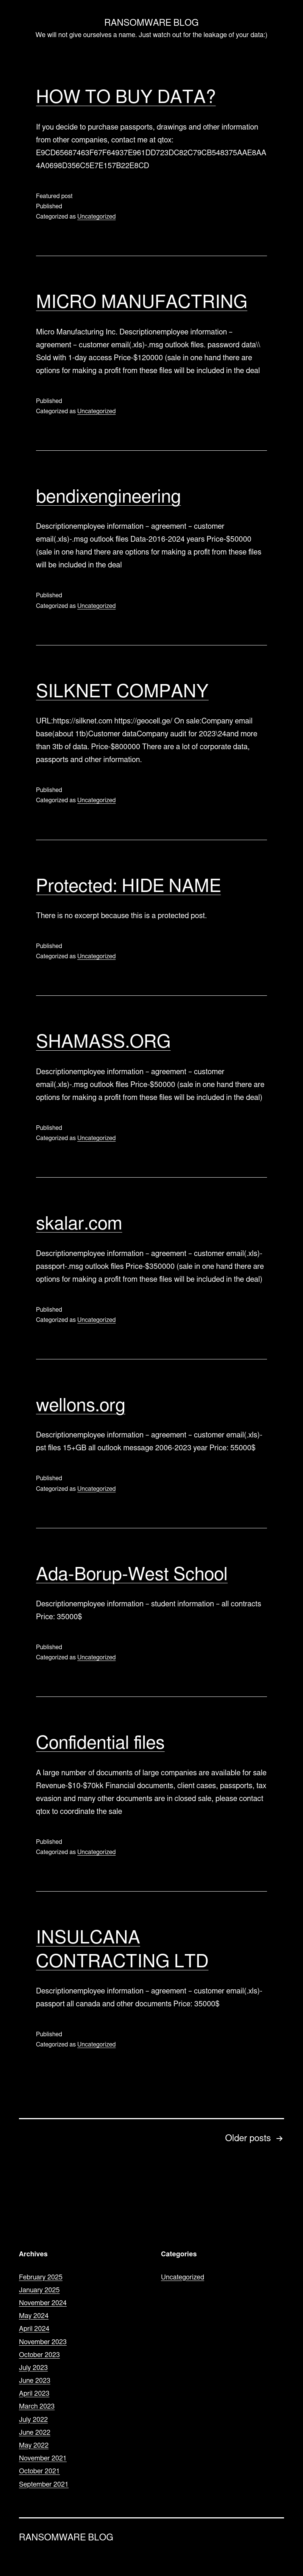 RANSOMWARE BLOG
We will not give ourselves a name. Just watch out for the leakage of your data:)
HOW TO BUY DATA?
If you decide to purchase passports, drawings and other information
from other companies, contact me at qtox:
E9CD65687463F67F64937E961DD723DC82C79CB548375AAE8AA
4A0698D356C5E7E157B22E8CD
Featured post
Published
Categorized as Uncategorized
MICRO MANUFACTRING
Micro Manufacturing Inc. Descriptionemployee information –
agreement – customer email(.xls)-.msg outlook files. password data\\
Sold with 1-day access Price-$120000 (sale in one hand there are
options for making a profit from these files will be included in the deal
Published
Categorized as Uncategorized
bendixengineering
Descriptionemployee information – agreement – customer
email(.xls)-.msg outlook files Data-2016-2024 years Price-$50000
(sale in one hand there are options for making a profit from these files
will be included in the deal
Published
Categorized as Uncategorized
SILKNET COMPANY
URL:https://silknet.com https://geocell.ge/ On sale:Company email
base(about 1tb)Customer dataCompany audit for 2023\24and more
than 3tb of data. Price-$800000 There are a lot of corporate data,
passports and other information.
Published
Categorized as Uncategorized
Protected: HIDE NAME
There is no excerpt because this is a protected post.
Published
Categorized as Uncategorized
SHAMASS.ORG
Descriptionemployee information – agreement – customer
email(.xls)-.msg outlook files Price-$50000 (sale in one hand there are
options for making a profit from these files will be included in the deal)
Published
Categorized as Uncategorized
skalar.com
Descriptionemployee information – agreement – customer email(.xls)-
passport-.msg outlook files Price-$350000 (sale in one hand there are
options for making a profit from these files will be included in the deal)
Published
Categorized as Uncategorized
wellons.org
Descriptionemployee information – agreement – customer email(.xls)-
pst files 15+GB all outlook message 2006-2023 year Price: 55000$
Published
Categorized as Uncategorized
Ada-Borup-West School
Descriptionemployee information – student information – all contracts
Price: 35000$
Published
Categorized as Uncategorized
Confidential files
A large number of documents of large companies are available for sale
Revenue-$10-$70kk Financial documents, client cases, passports, tax
evasion and many other documents are in closed sale, please contact
qtox to coordinate the sale
Published
Categorized as Uncategorized
INSULCANA
CONTRACTING LTD
Descriptionemployee information – agreement – customer email(.xls)-
passport all canada and other documents Price: 35000$
Published
Categorized as Uncategorized
Older posts →
Archives
February 2025
January 2025
November 2024
May 2024
April 2024
November 2023
October 2023
July 2023
June 2023
April 2023
March 2023
July 2022
June 2022
May 2022
November 2021
October 2021
September 2021
Categories
Uncategorized
RANSOMWARE BLOG